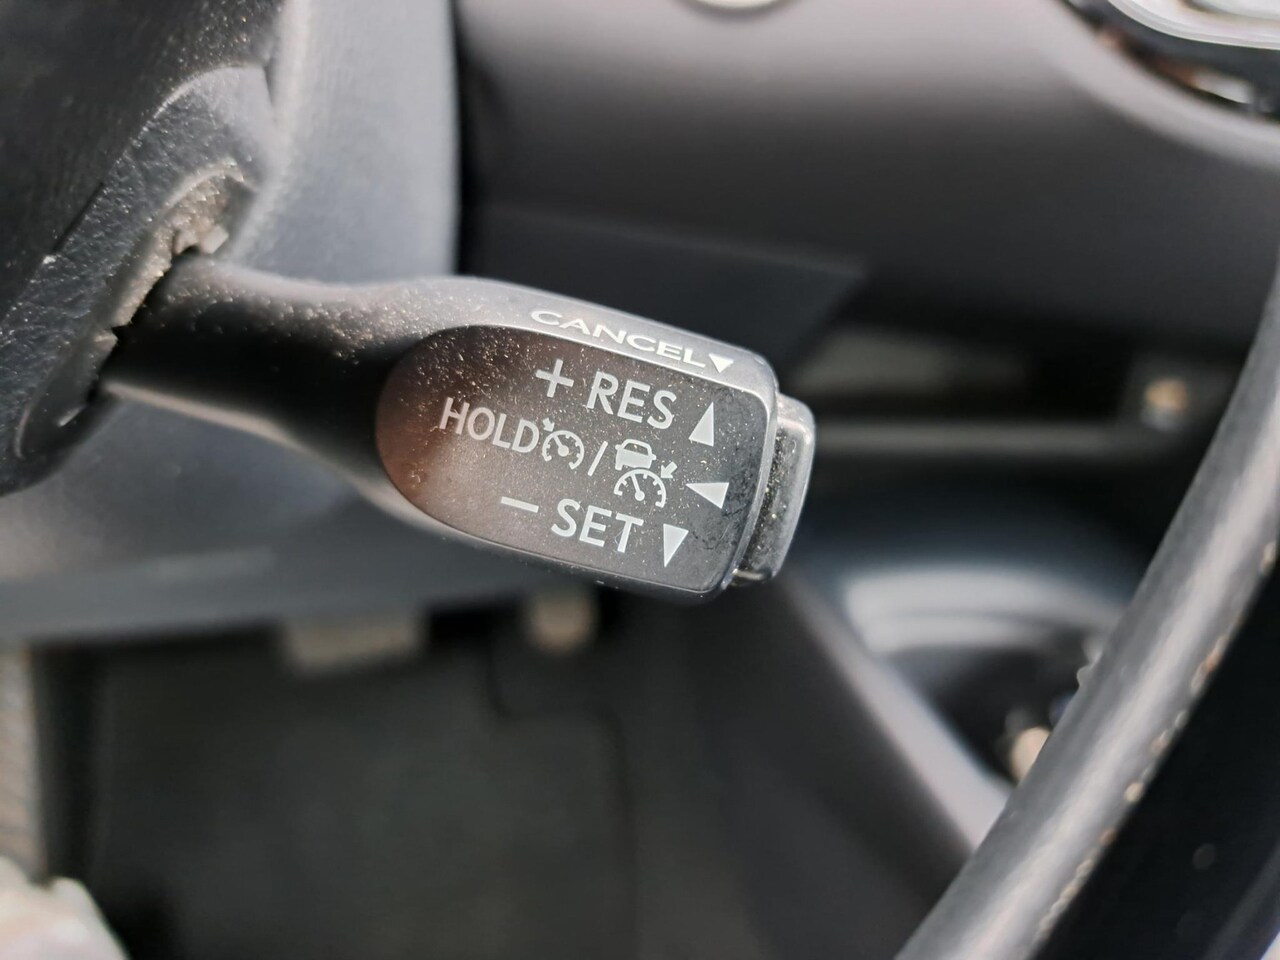 CANCEL▼
+ RES ▲
HOLD / ◀
− SET ▼